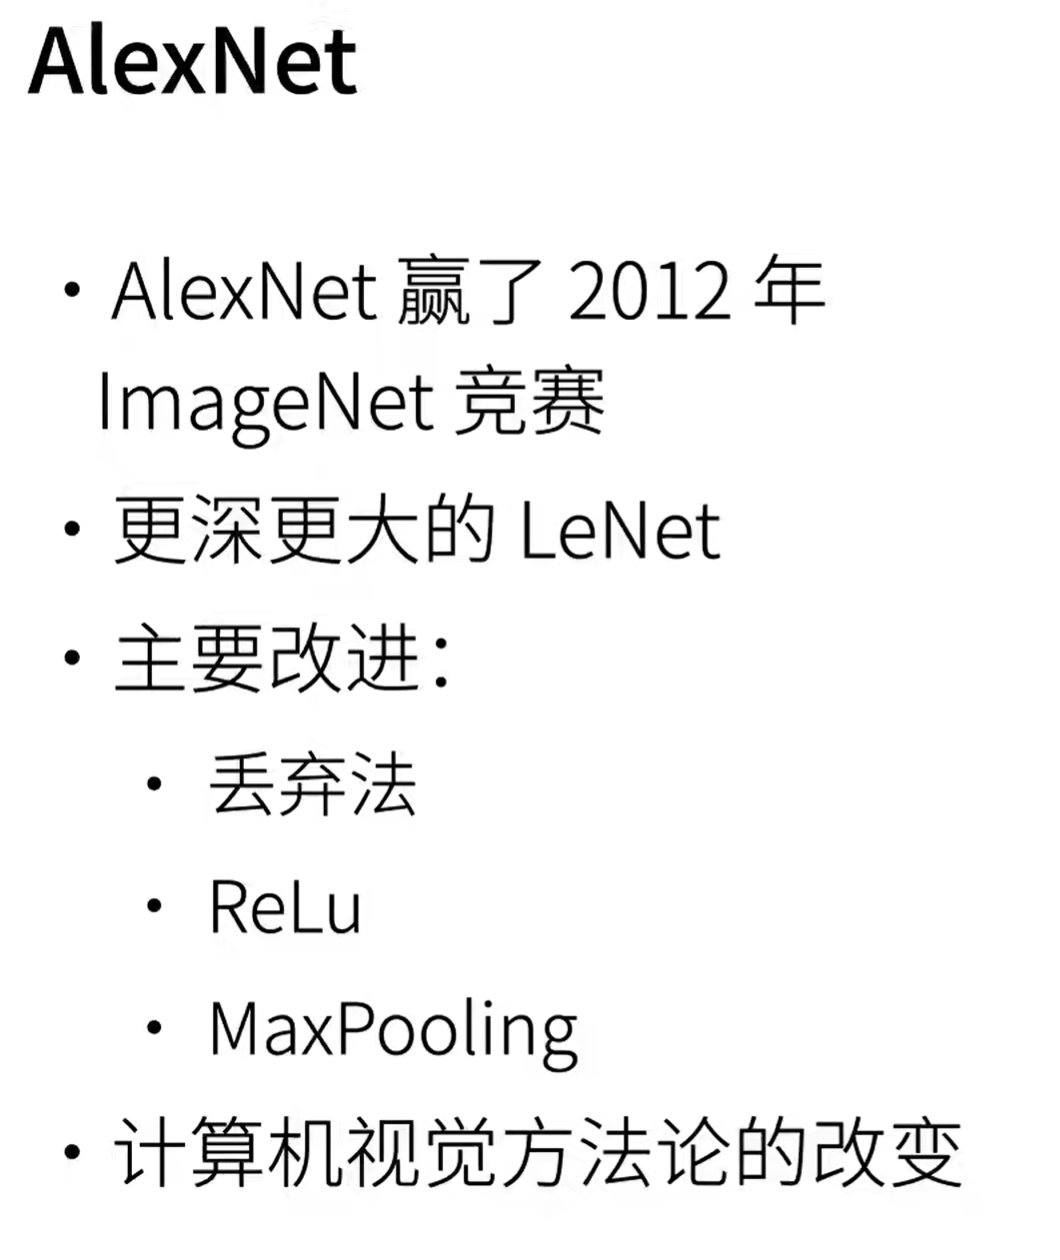 AlexNet
• AlexNet 赢了 2012 年
ImageNet 竞赛
• 更深更大的 LeNet
• 主要改进：
• 丢弃法
• ReLu
• MaxPooling
• 计算机视觉方法论的改变